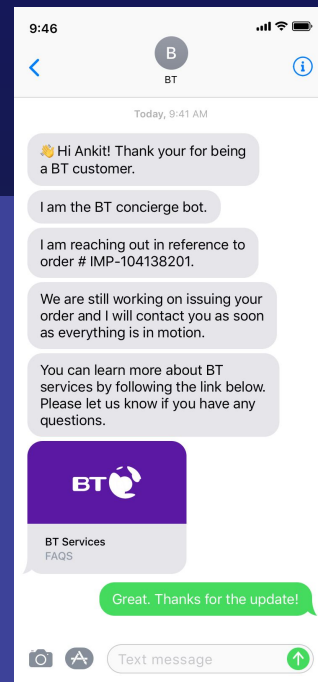 9:46
B
BT
Today, 9:41 AM
👋 Hi Ankit! Thank your for being
a BT customer.
I am the BT concierge bot.
I am reaching out in reference to
order # IMP-104138201.
We are still working on issuing your
order and I will contact you as soon
as everything is in motion.
You can learn more about BT
services by following the link below.
Please let us know if you have any
questions.
BT
BT Services
FAQS
Great. Thanks for the update!
Text message